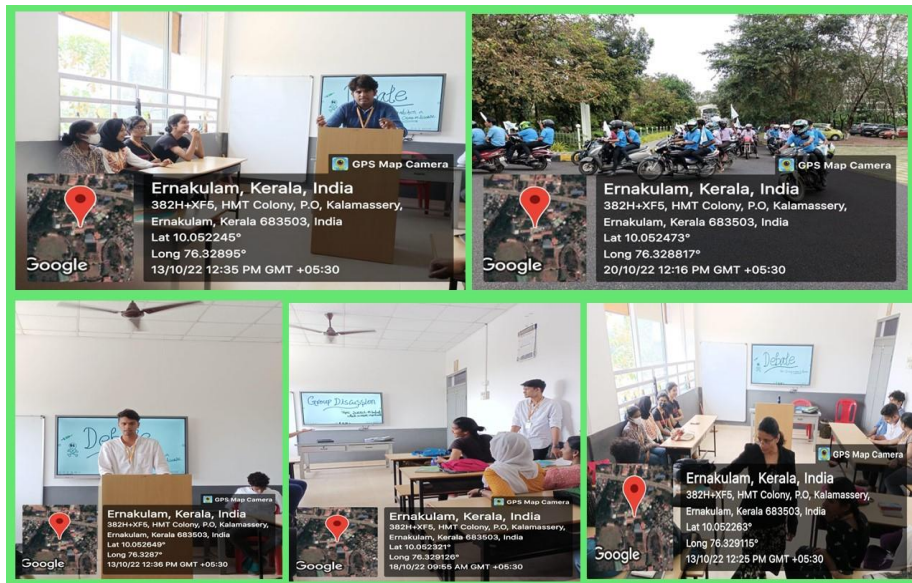 Debate
GPS Map Camera
Ernakulam, Kerala, India
382H+XF5, HMT Colony, P.O, Kalamassery,
Ernakulam, Kerala 683503, India
Lat 10.052245°
Long 76.32895°
13/10/22 12:35 PM GMT +05:30
Google
GPS Map Camera
Ernakulam, Kerala, India
382H+XF5, HMT Colony, P.O, Kalamassery,
Ernakulam, Kerala 683503, India
Lat 10.052473°
Long 76.328817°
20/10/22 12:16 PM GMT +05:30
Google
Deb
GPS Map Camera
Ernakulam, Kerala, India
382H+XF5, HMT Colony, P.O, Kalamassery,
Ernakulam, Kerala 683503, India
Lat 10.052649°
Long 76.3287°
13/10/22 12:36 PM GMT +05:30
Google
Group Discussion
GPS Map Camera
Ernakulam, Kerala, India
382H+XF5, HMT Colony, P.O, Kalamassery,
Ernakulam, Kerala 683503, India
Lat 10.052321°
Long 76.329126°
18/10/22 09:55 AM GMT +05:30
Google
Debate
GPS Map Camera
Ernakulam, Kerala, India
382H+XF5, HMT Colony, P.O, Kalamassery,
Ernakulam, Kerala 683503, India
Lat 10.052263°
Long 76.329115°
13/10/22 12:25 PM GMT +05:30
Google